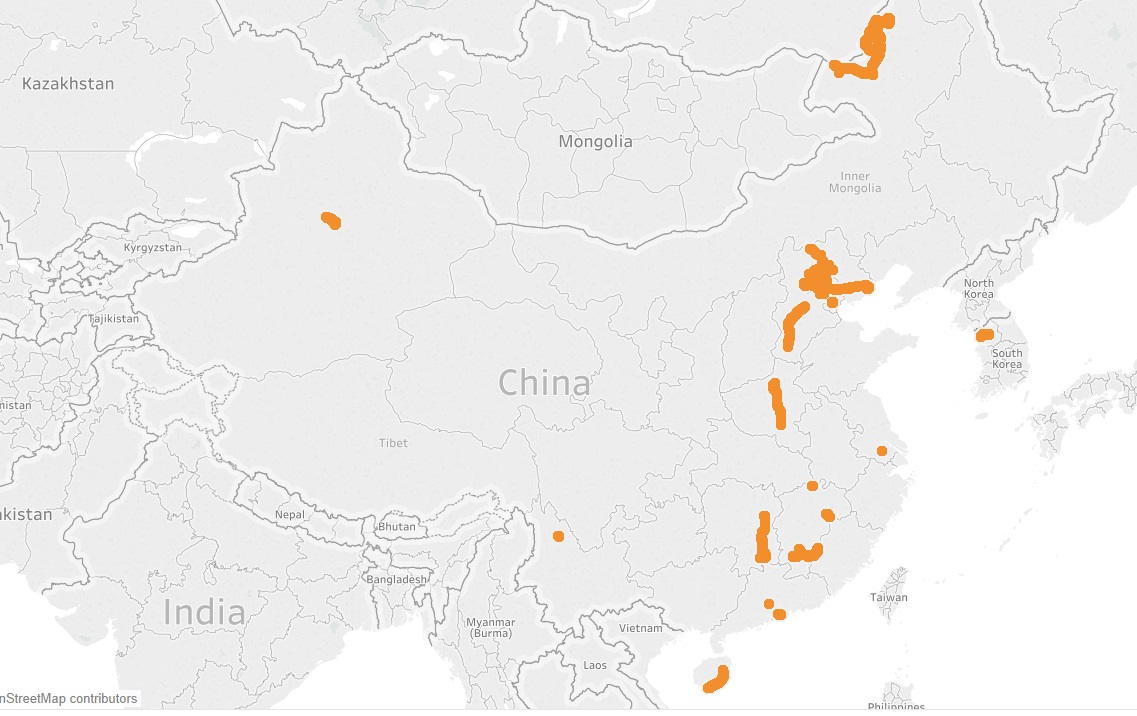 Kazakhstan
Mongolia
Inner
Mongolia
Kyrgyzstan
North
Korea
Tajikistan
South
Korea
China
nistan
Tibet
kistan
Nepal
Bhutan
Bangladesh
Taiwan
India
Myanmar
(Burma)
Vietnam
Laos
nStreetMap contributors
Philippines